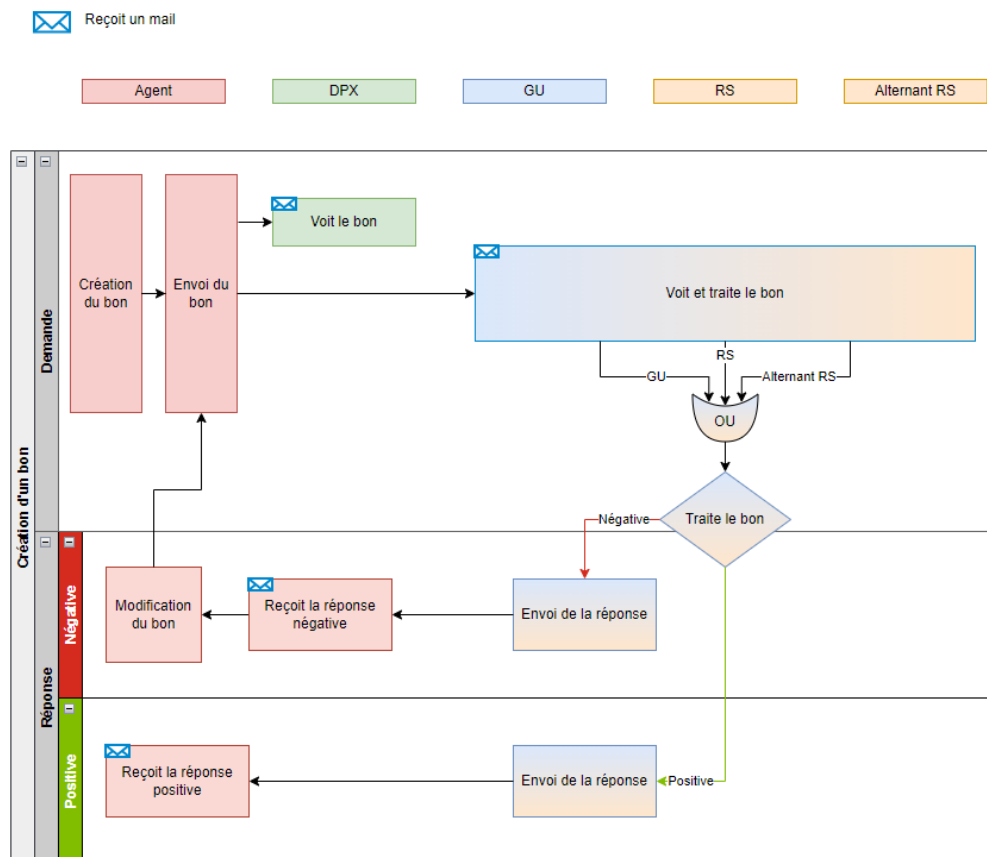 Reçoit un mail
Agent
DPX
GU
RS
Alternant RS
Création d'un bon
Demande
Création
du bon
Envoi du
bon
Voit le bon
Voit et traite le bon
GU
RS
Alternant RS
OU
Traite le bon
Négative
Réponse
Négative
Modification
du bon
Reçoit la réponse
négative
Envoi de la réponse
Positive
Reçoit la réponse
positive
Envoi de la réponse
Positive